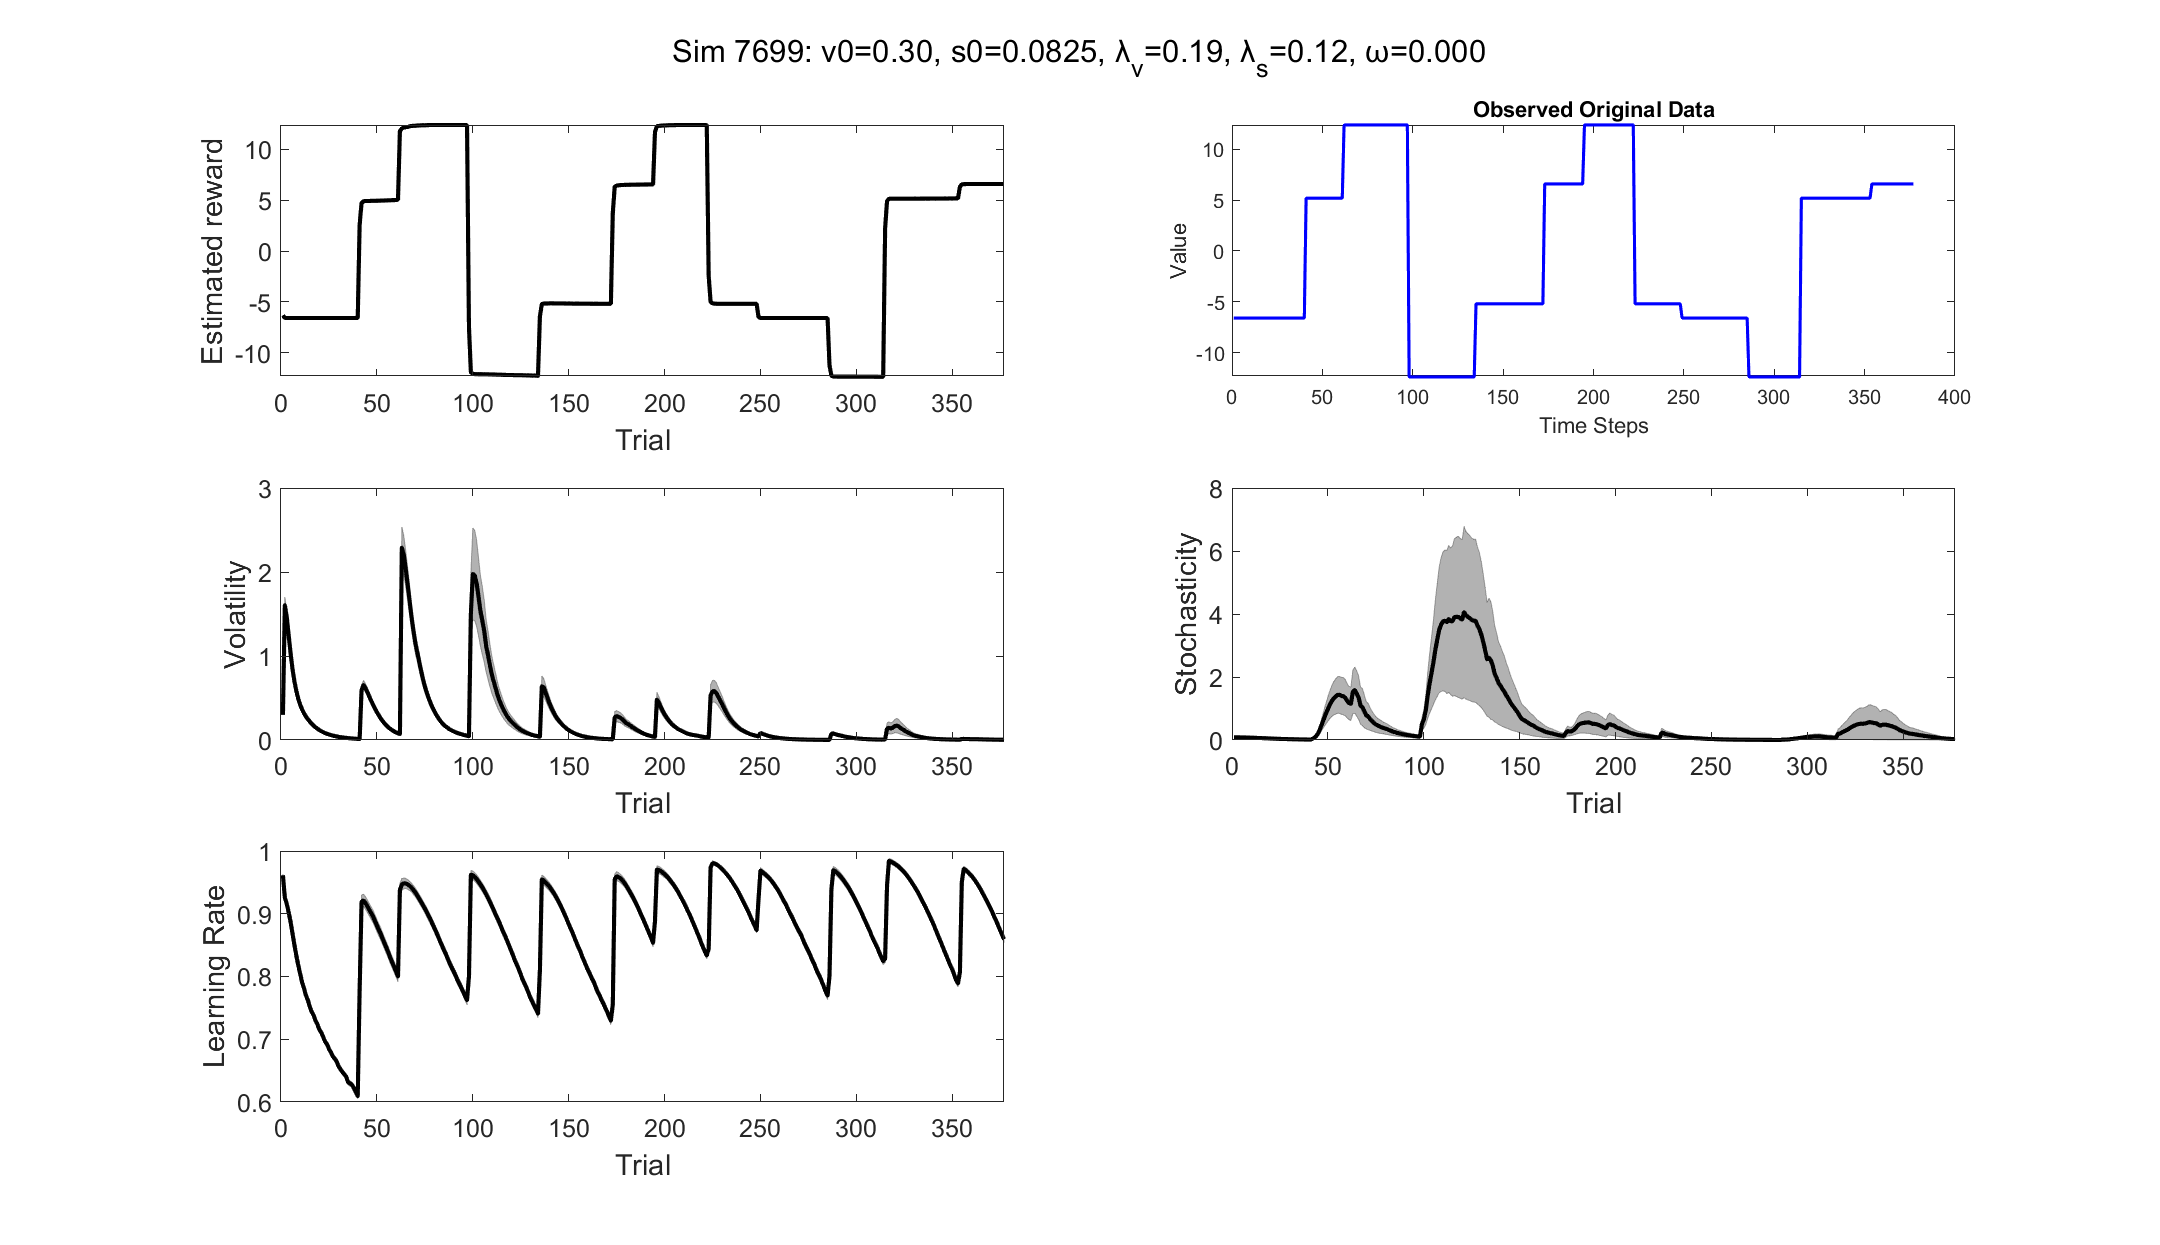 Sim 7699: v0=0.30, s0=0.0825, λ_v=0.19, λ_s=0.12, ω=0.000
Estimated reward
10
5
0
-5
-10
0 50 100 150 200 250 300 350
Trial
Observed Original Data
Value
10
5
0
-5
-10
0 50 100 150 200 250 300 350 400
Time Steps
Volatility
3
2
1
0
0 50 100 150 200 250 300 350
Trial
Stochasticity
8
6
4
2
0
0 50 100 150 200 250 300 350
Trial
Learning Rate
1
0.9
0.8
0.7
0.6
0 50 100 150 200 250 300 350
Trial